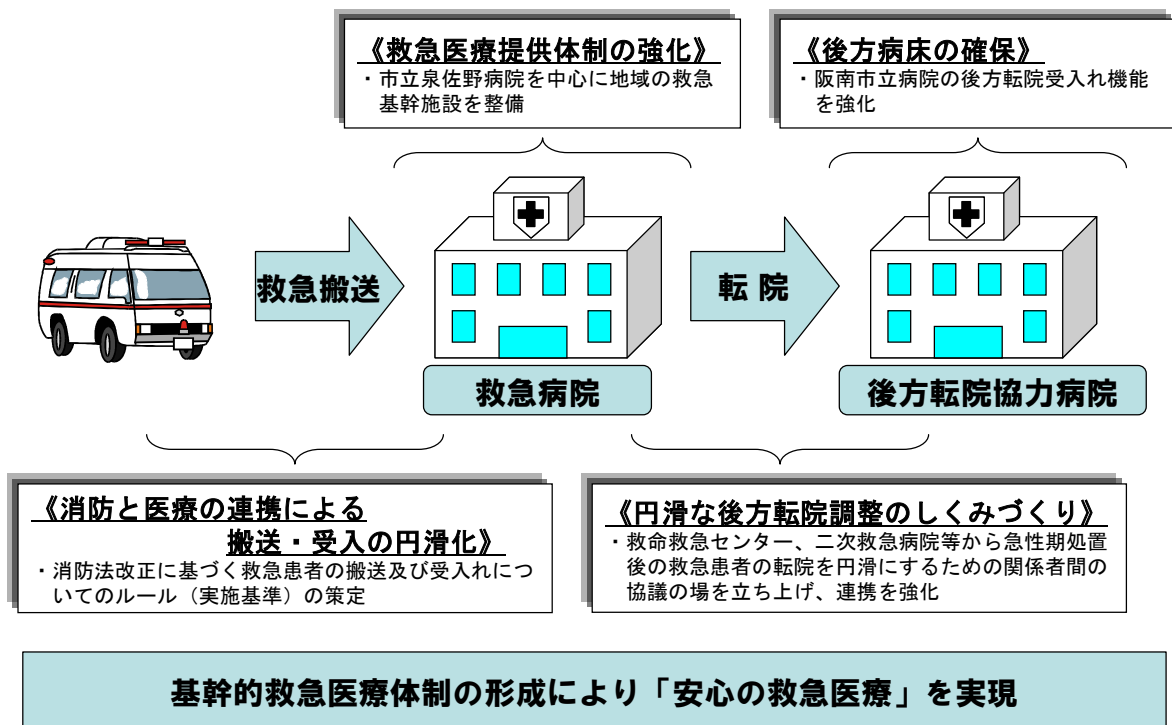 《救急医療提供体制の強化》
・市立泉佐野病院を中心に地域の救急
基幹施設を整備
《後方病床の確保》
・阪南市立病院の後方転院受入れ機能
を強化
救急搬送
転院
救急病院
後方転院協力病院
《消防と医療の連携による
搬送・受入の円滑化》
・消防法改正に基づく救急患者の搬送及び受入れにつ
いてのルール（実施基準）の策定
《円滑な後方転院調整のしくみづくり》
・救命救急センター、二次救急病院等から急性期処置
後の救急患者の転院を円滑にするための関係者間の
協議の場を立ち上げ、連携を強化
基幹的救急医療体制の形成により「安心の救急医療」を実現